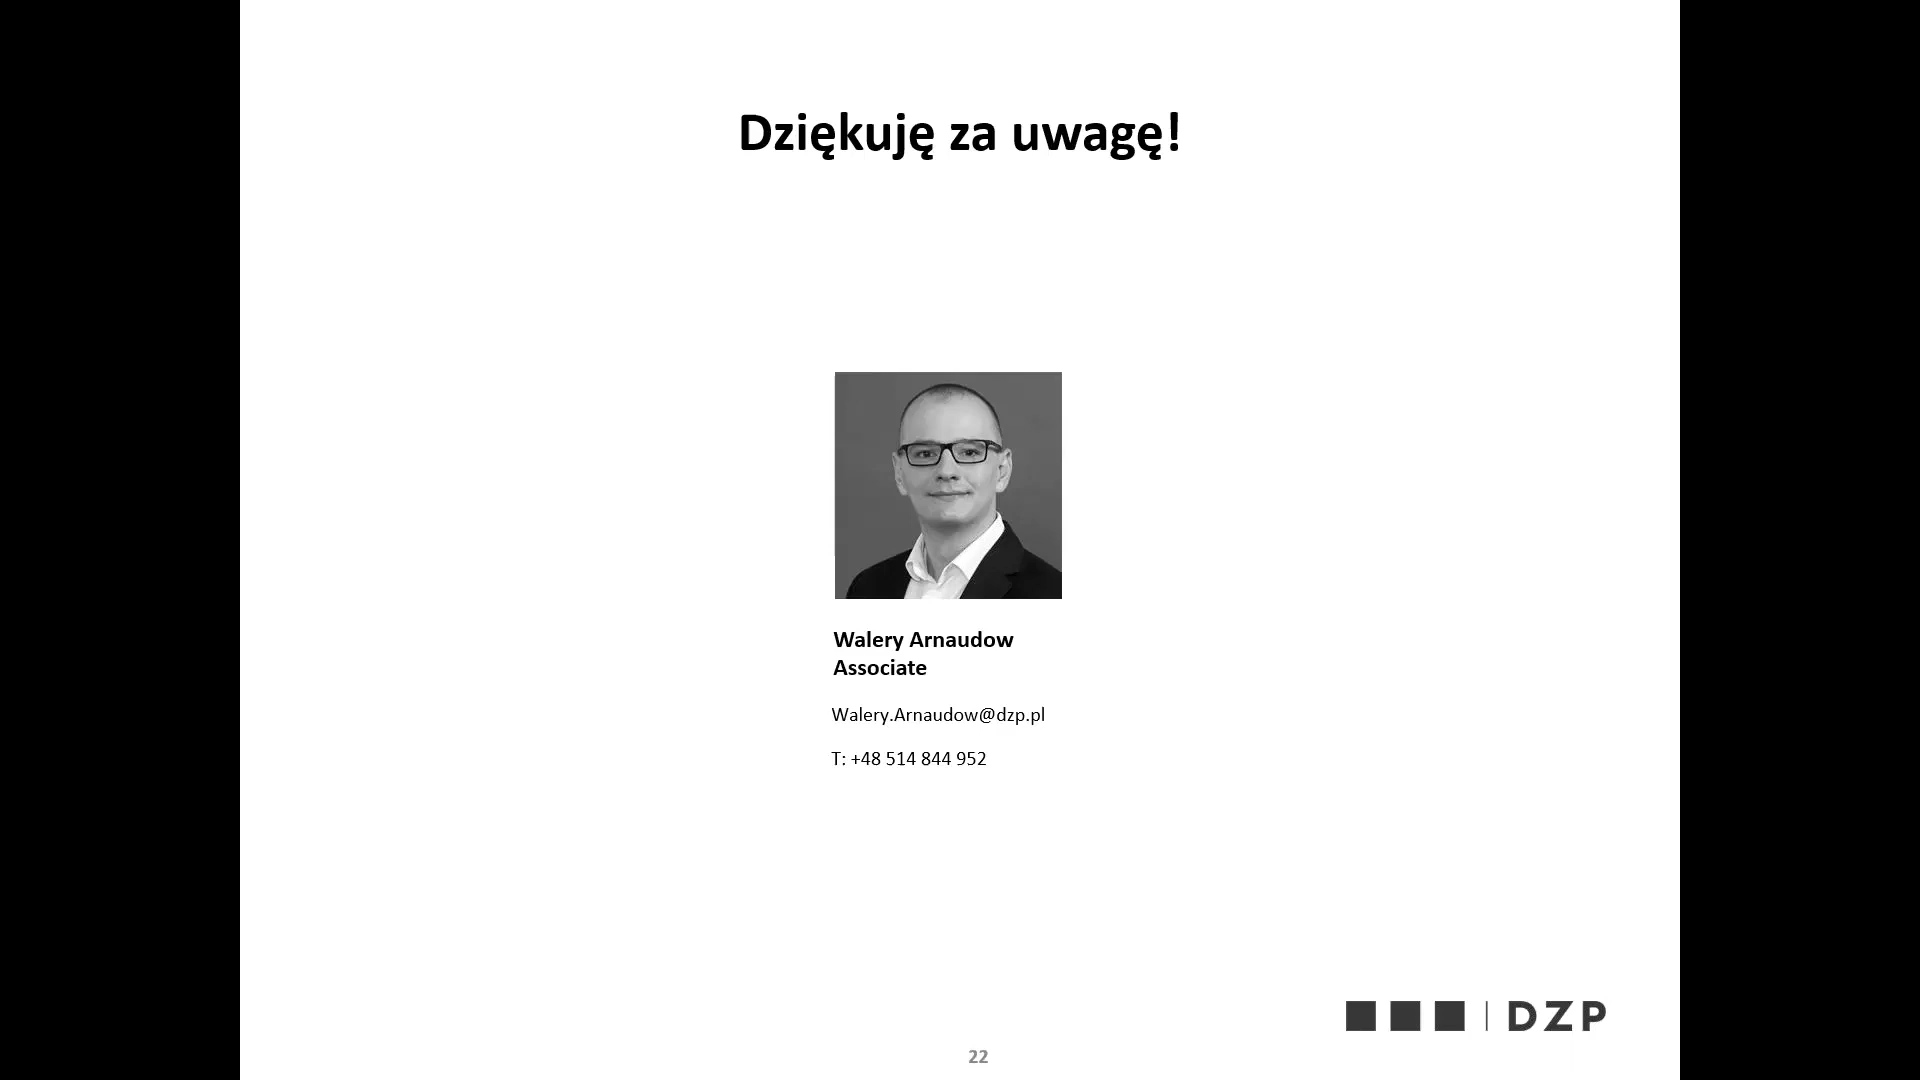 Dziękuję za uwagę!
Walery Arnaudow
Associate
Walery.Arnaudow@dzp.pl
T: +48 514 844 952
DZP
22